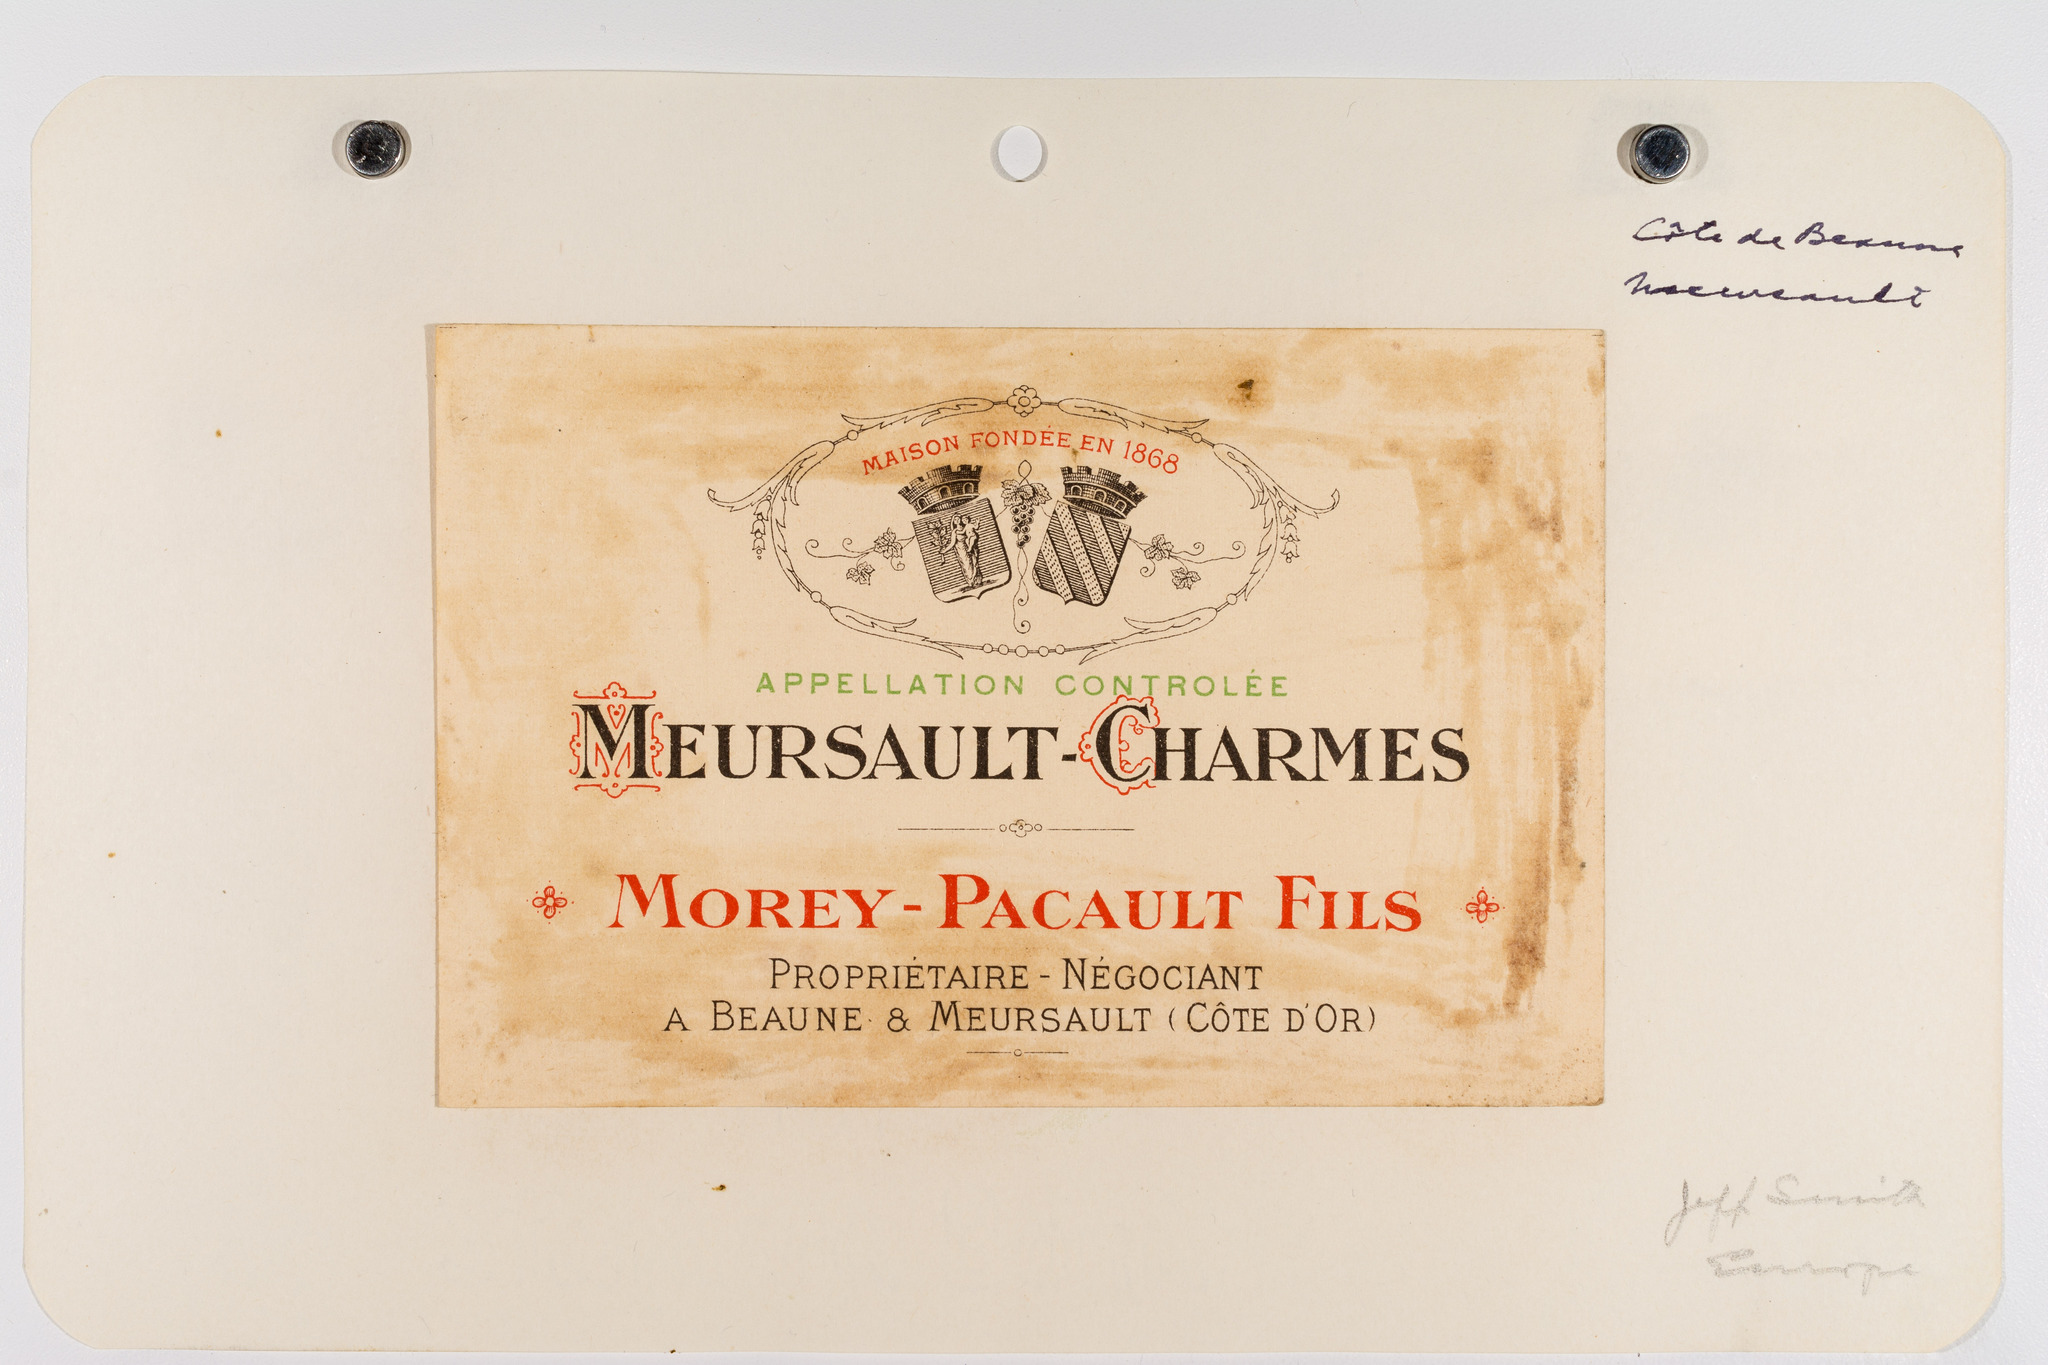 Côte de Beaune
Meursault
MAISON FONDÉE EN 1868
APPELLATION CONTROLÉE
MEURSAULT-CHARMES
MOREY-PACAULT FILS
PROPRIÉTAIRE-NÉGOCIANT
A BEAUNE & MEURSAULT (CÔTE D'OR)
Jeff Smith
Europe